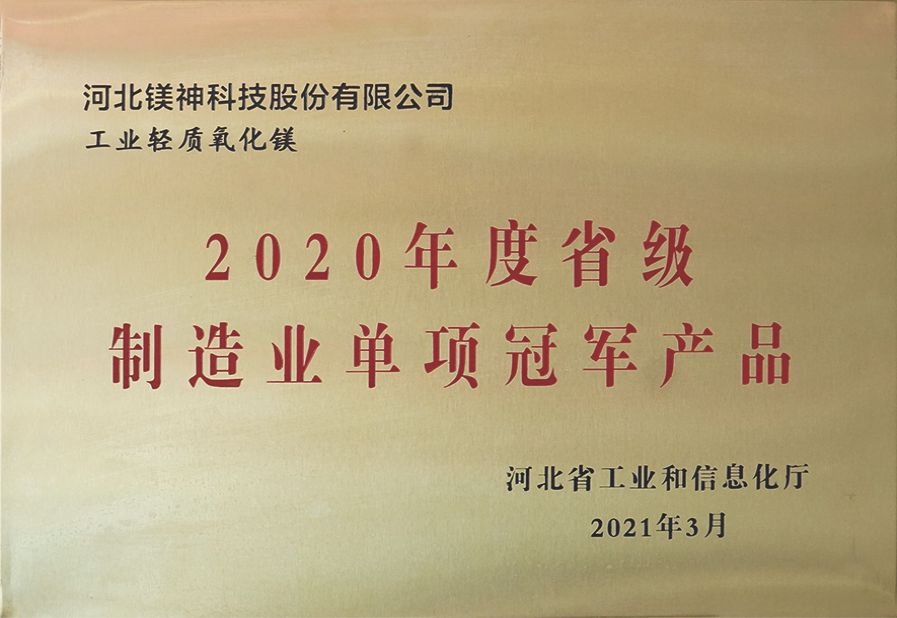 河北镁神科技股份有限公司
工业轻质氧化镁
2020年度省级
制造业单项冠军产品
河北省工业和信息化厅
2021年3月